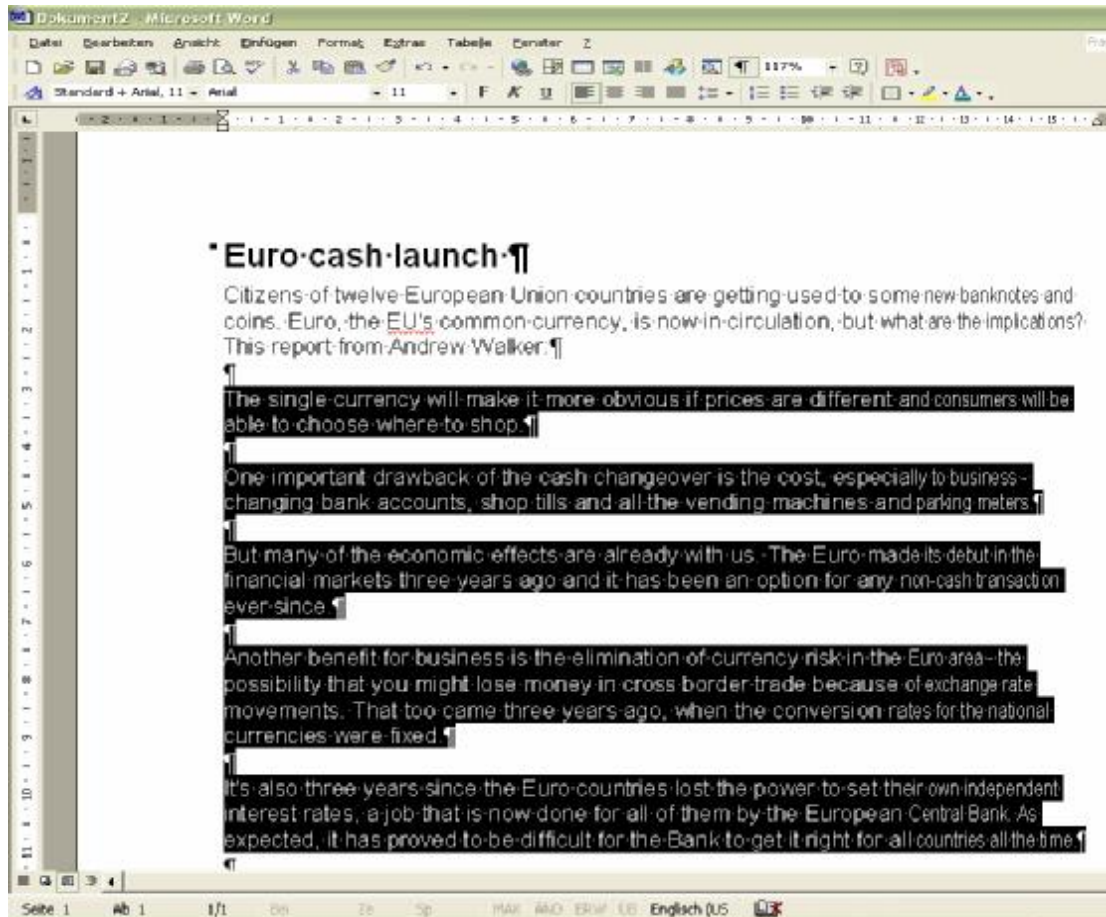 Dokument2 - Microsoft Word
Datei Bearbeiten Ansicht Einfügen Format Extras Tabelle Fenster ?
117%
Standard + Arial, 11 Arial 11 F K U
Euro cash launch ¶
Citizens of twelve European Union countries are getting used to some new banknotes and
coins. Euro, the EU's common currency, is now in circulation, but what are the implications?
This report from Andrew Walker.¶
¶
The single currency will make it more obvious if prices are different and consumers will be
able to choose where to shop.¶
¶
One important drawback of the cash changeover is the cost, especially to business -
changing bank accounts, shop tills and all the vending machines and parking meters.¶
¶
But many of the economic effects are already with us. The Euro made its debut in the
financial markets three years ago and it has been an option for any non-cash transaction
ever since.¶
¶
Another benefit for business is the elimination of currency risk in the Euro area - the
possibility that you might lose money in cross border trade because of exchange rate
movements. That too came three years ago, when the conversion rates for the national
currencies were fixed.¶
¶
It's also three years since the Euro countries lost the power to set their own independent
interest rates, a job that is now done for all of them by the European Central Bank. As
expected, it has proved to be difficult for the Bank to get it right for all countries all the time.¶
¶
Seite 1 Ab 1 1/1 Bei Ze Sp MAK ÄND ERW ÜB Englisch (US